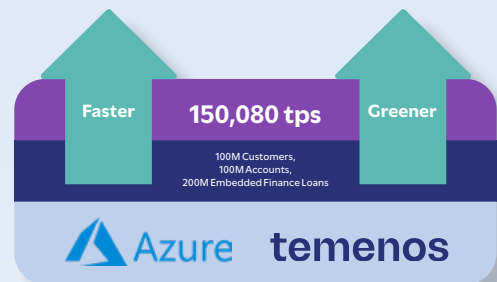 Faster
150,080 tps
Greener
100M Customers,
100M Accounts,
200M Embedded Finance Loans
Azure
temenos